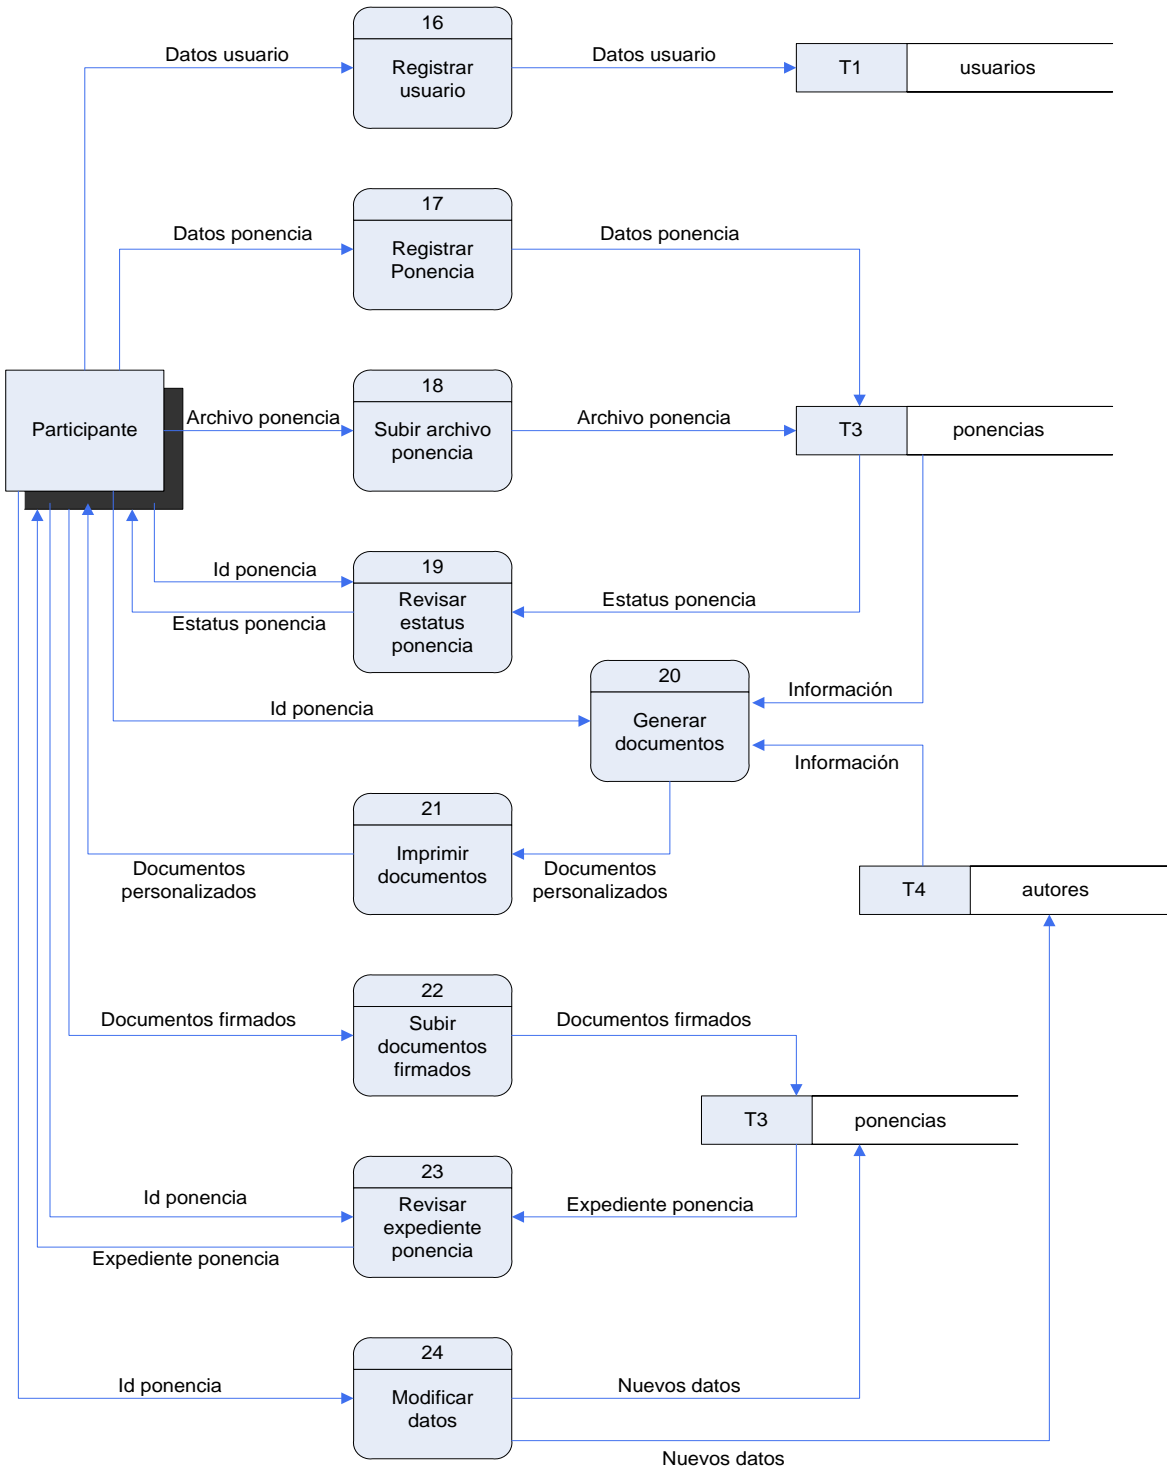 16
Datos usuario
Registrar
usuario
Datos usuario
T1
usuarios
17
Datos ponencia
Registrar
Ponencia
Datos ponencia
Participante
18
Archivo ponencia
Subir archivo
ponencia
Archivo ponencia
T3
ponencias
Id ponencia
19
Estatus ponencia
Revisar
estatus
ponencia
Estatus ponencia
20
Id ponencia
Generar
documentos
Información
Información
21
Imprimir
documentos
Documentos
personalizados
Documentos
personalizados
T4
autores
22
Documentos firmados
Subir
documentos
firmados
Documentos firmados
T3
ponencias
23
Id ponencia
Revisar
expediente
ponencia
Expediente ponencia
Expediente ponencia
24
Id ponencia
Modificar
datos
Nuevos datos
Nuevos datos